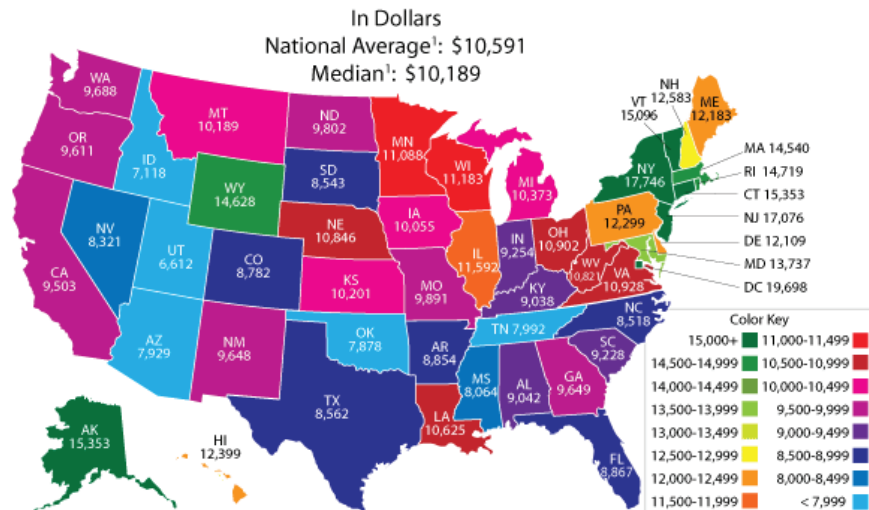 In Dollars
National Average¹: $10,591
Median¹: $10,189
WA
9,688
OR
9,611
CA
9,503
NV
8,321
ID
7,118
MT
10,189
WY
14,628
UT
6,612
AZ
7,929
CO
8,782
NM
9,648
ND
9,802
SD
8,543
NE
10,846
KS
10,201
OK
7,878
TX
8,562
MN
11,088
IA
10,055
MO
9,891
AR
8,854
LA
10,625
WI
11,183
IL
11,592
MI
10,373
IN
9,254
OH
10,902
KY
9,038
TN 7,992
MS
8,064
AL
9,042
GA
9,649
FL
8,867
SC
9,228
NC
8,518
VA
10,928
WV
10,821
PA
12,299
NY
17,746
VT
15,096
NH
12,583
ME
12,183
MA 14,540
RI 14,719
CT 15,353
NJ 17,076
DE 12,109
MD 13,737
DC 19,698
AK
15,353
HI
12,399
Color Key
15,000+ 11,000-11,499
14,500-14,999 10,500-10,999
14,000-14,499 10,000-10,499
13,500-13,999 9,500-9,999
13,000-13,499 9,000-9,499
12,500-12,999 8,500-8,999
12,000-12,999 8,000-8,499
11,500-11,999 < 7,999